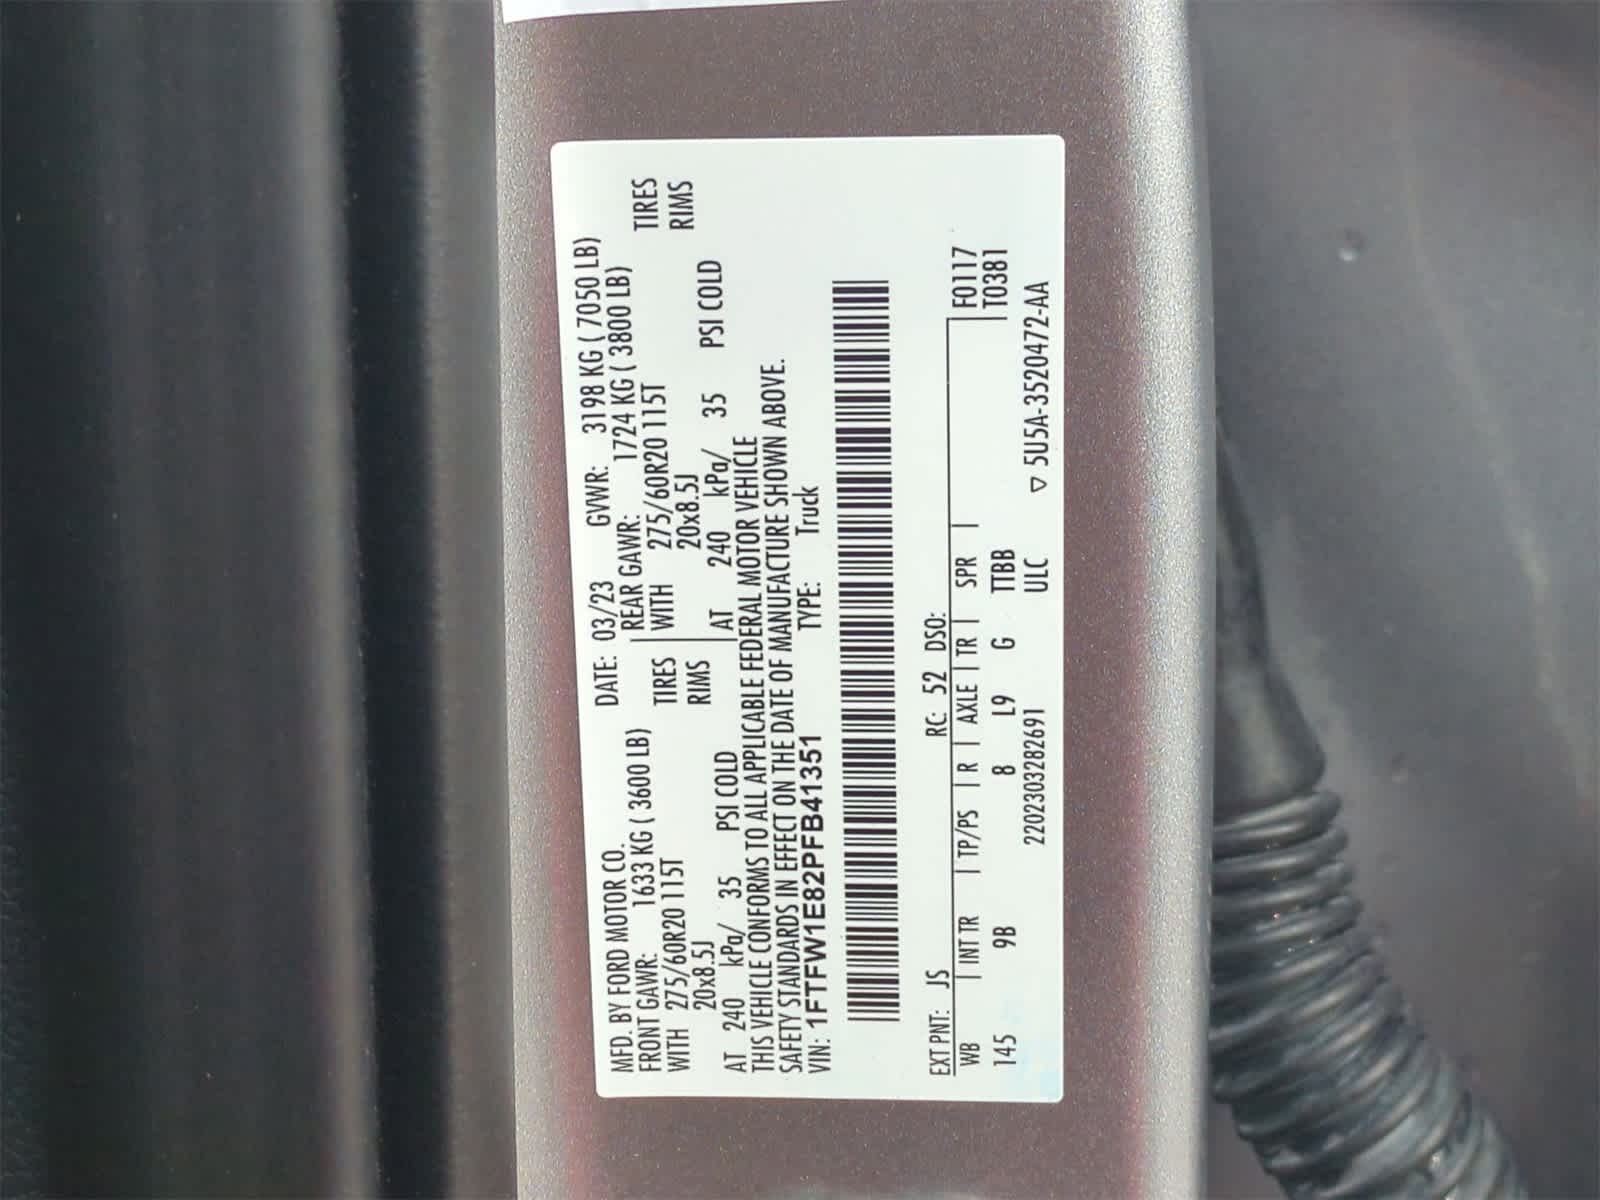 MFD. BY FORD MOTOR CO. DATE: 03/23 GVWR: 3198 KG ( 7050 LB)
FRONT GAWR: 1633 KG ( 3600 LB) REAR GAWR: 1724 KG ( 3800 LB)
WITH 275/60R20 115T TIRES WITH 275/60R20 115T TIRES
20x8.5J RIMS 20x8.5J RIMS
AT 240 kPa/ 35 PSI COLD AT 240 kPa/ 35 PSI COLD
THIS VEHICLE CONFORMS TO ALL APPLICABLE FEDERAL MOTOR VEHICLE
SAFETY STANDARDS IN EFFECT ON THE DATE OF MANUFACTURE SHOWN ABOVE.
VIN: 1FTFW1E82PFB41351 TYPE: Truck
EXT PNT: JS RC: 52 DSO:
WB | INT TR | TP/PS | R | AXLE | TR | SPR | F0117
145 9B 8 L9 G TTBB T0381
220230328269​1 ULC ▽ 5U5A-3520472-AA